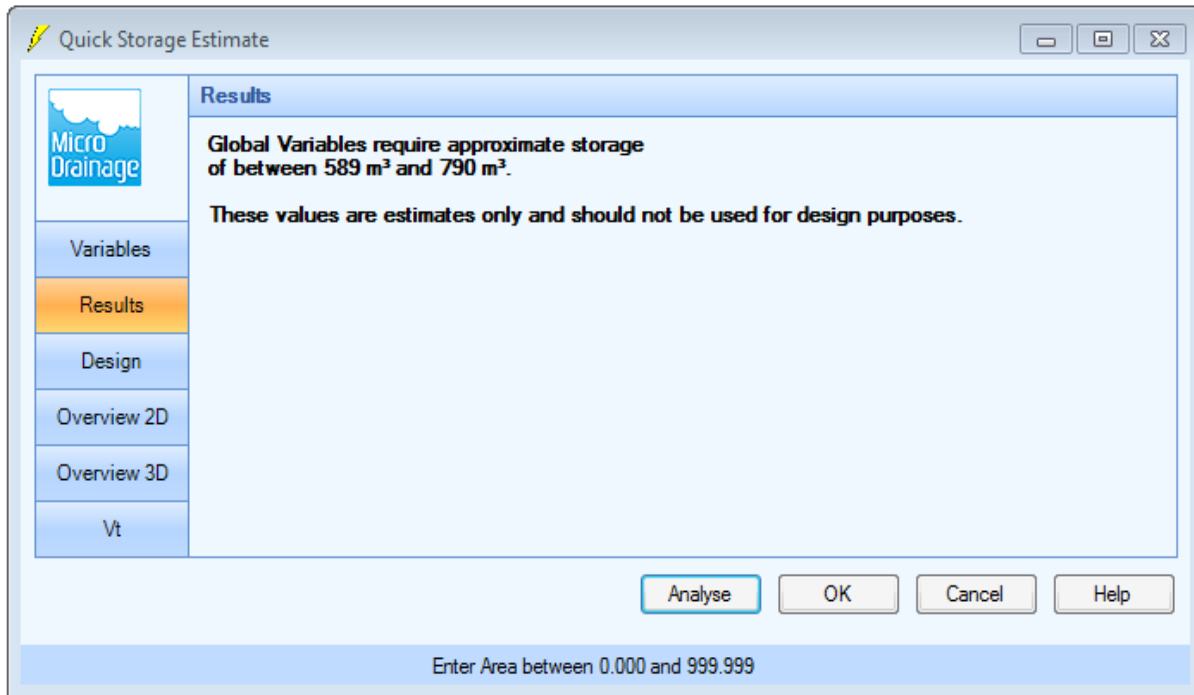 Quick Storage Estimate
Micro
Drainage
Results
Global Variables require approximate storage
of between 589 m³ and 790 m³.
These values are estimates only and should not be used for design purposes.
Variables
Results
Design
Overview 2D
Overview 3D
Vt
Analyse
OK
Cancel
Help
Enter Area between 0.000 and 999.999